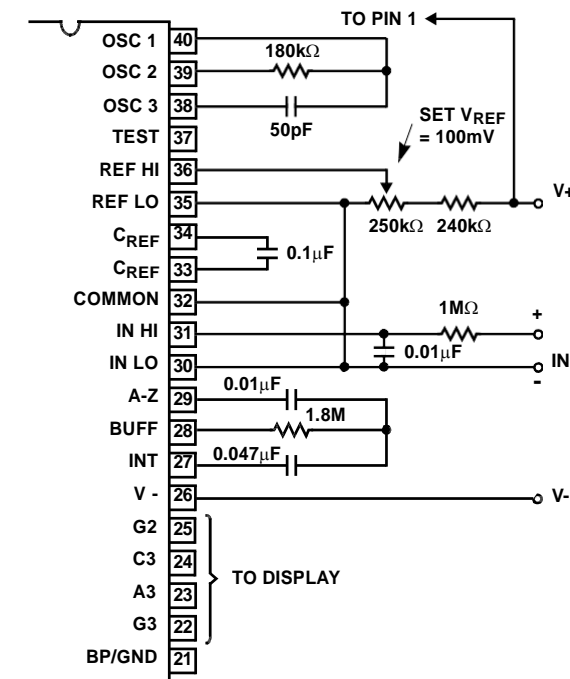 TO PIN 1
OSC 1 40
180kΩ
OSC 2 39
OSC 3 38
50pF
TEST 37
SET VREF
= 100mV
REF HI 36
REF LO 35
V+
250kΩ 240kΩ
CREF 34
0.1μF
CREF 33
COMMON 32
1MΩ
IN HI 31
+
0.01μF
IN LO 30
IN
-
A-Z 29
0.01μF
1.8M
BUFF 28
0.047μF
INT 27
V - 26
V-
G2 25
C3 24
TO DISPLAY
A3 23
G3 22
BP/GND 21